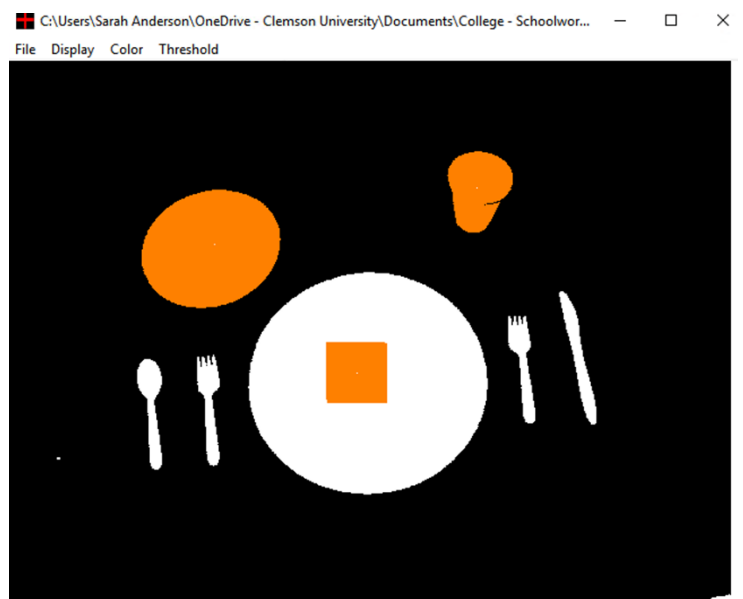 C:\Users\Sarah Anderson\OneDrive - Clemson University\Documents\College - Schoolwor...
File Display Color Threshold